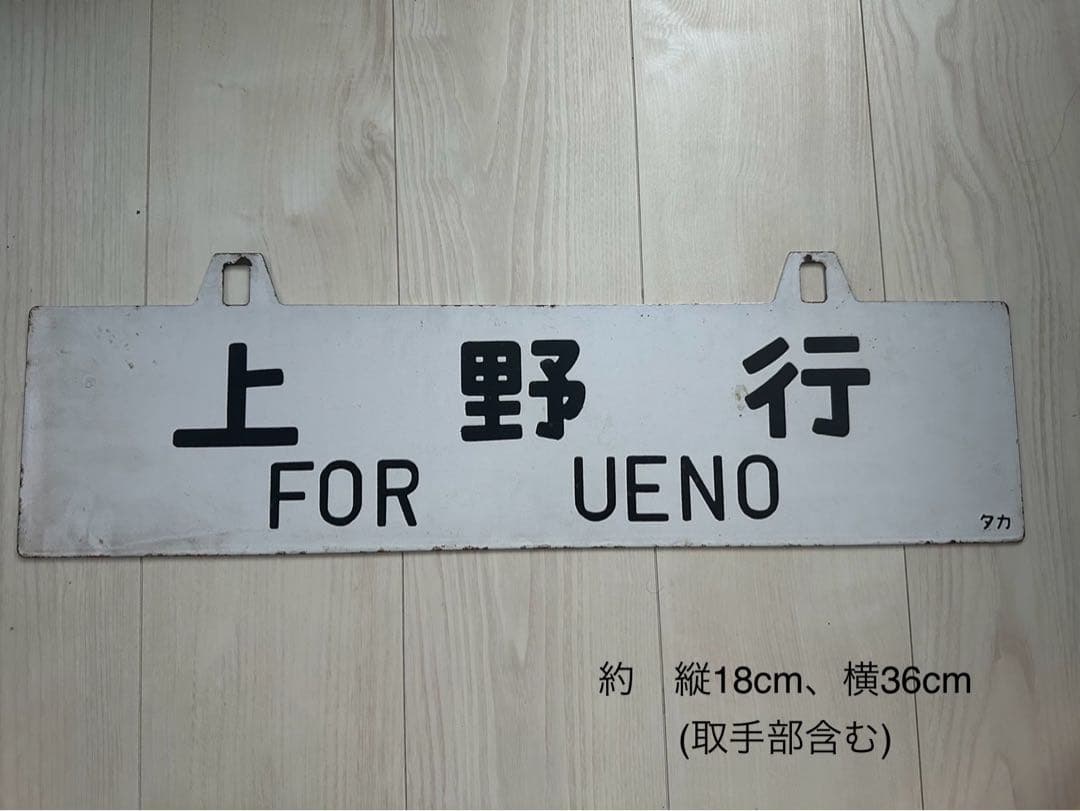 上野行
FOR UENO
タカ
約 縦18cm、横36cm
(取手部含む)